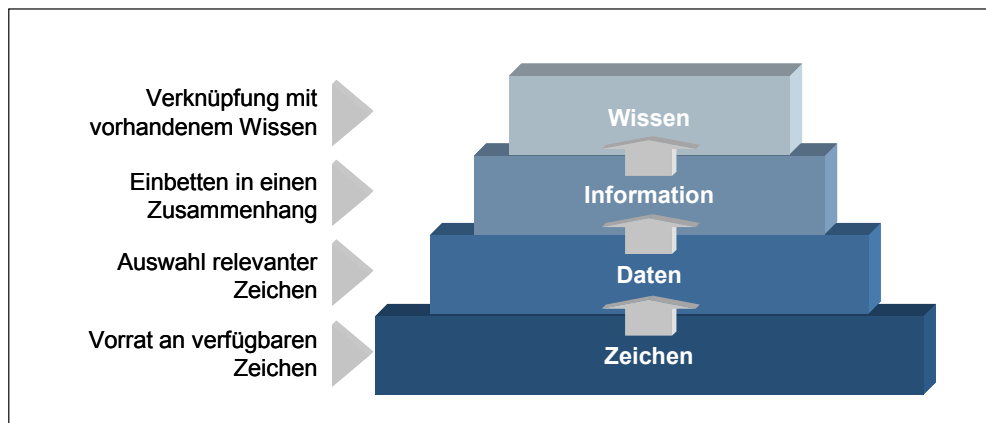 Verknüpfung mit
vorhandenem Wissen
Wissen
Einbetten in einen
Zusammenhang
Information
Auswahl relevanter
Zeichen
Daten
Vorrat an verfügbaren
Zeichen
Zeichen